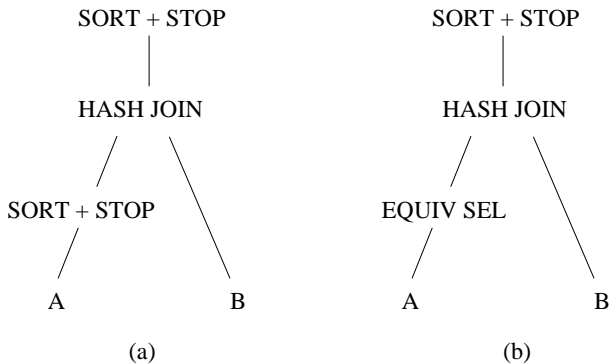 SORT + STOP SORT + STOP
HASH JOIN HASH JOIN
SORT + STOP EQUIV SEL
A B A B
(a) (b)